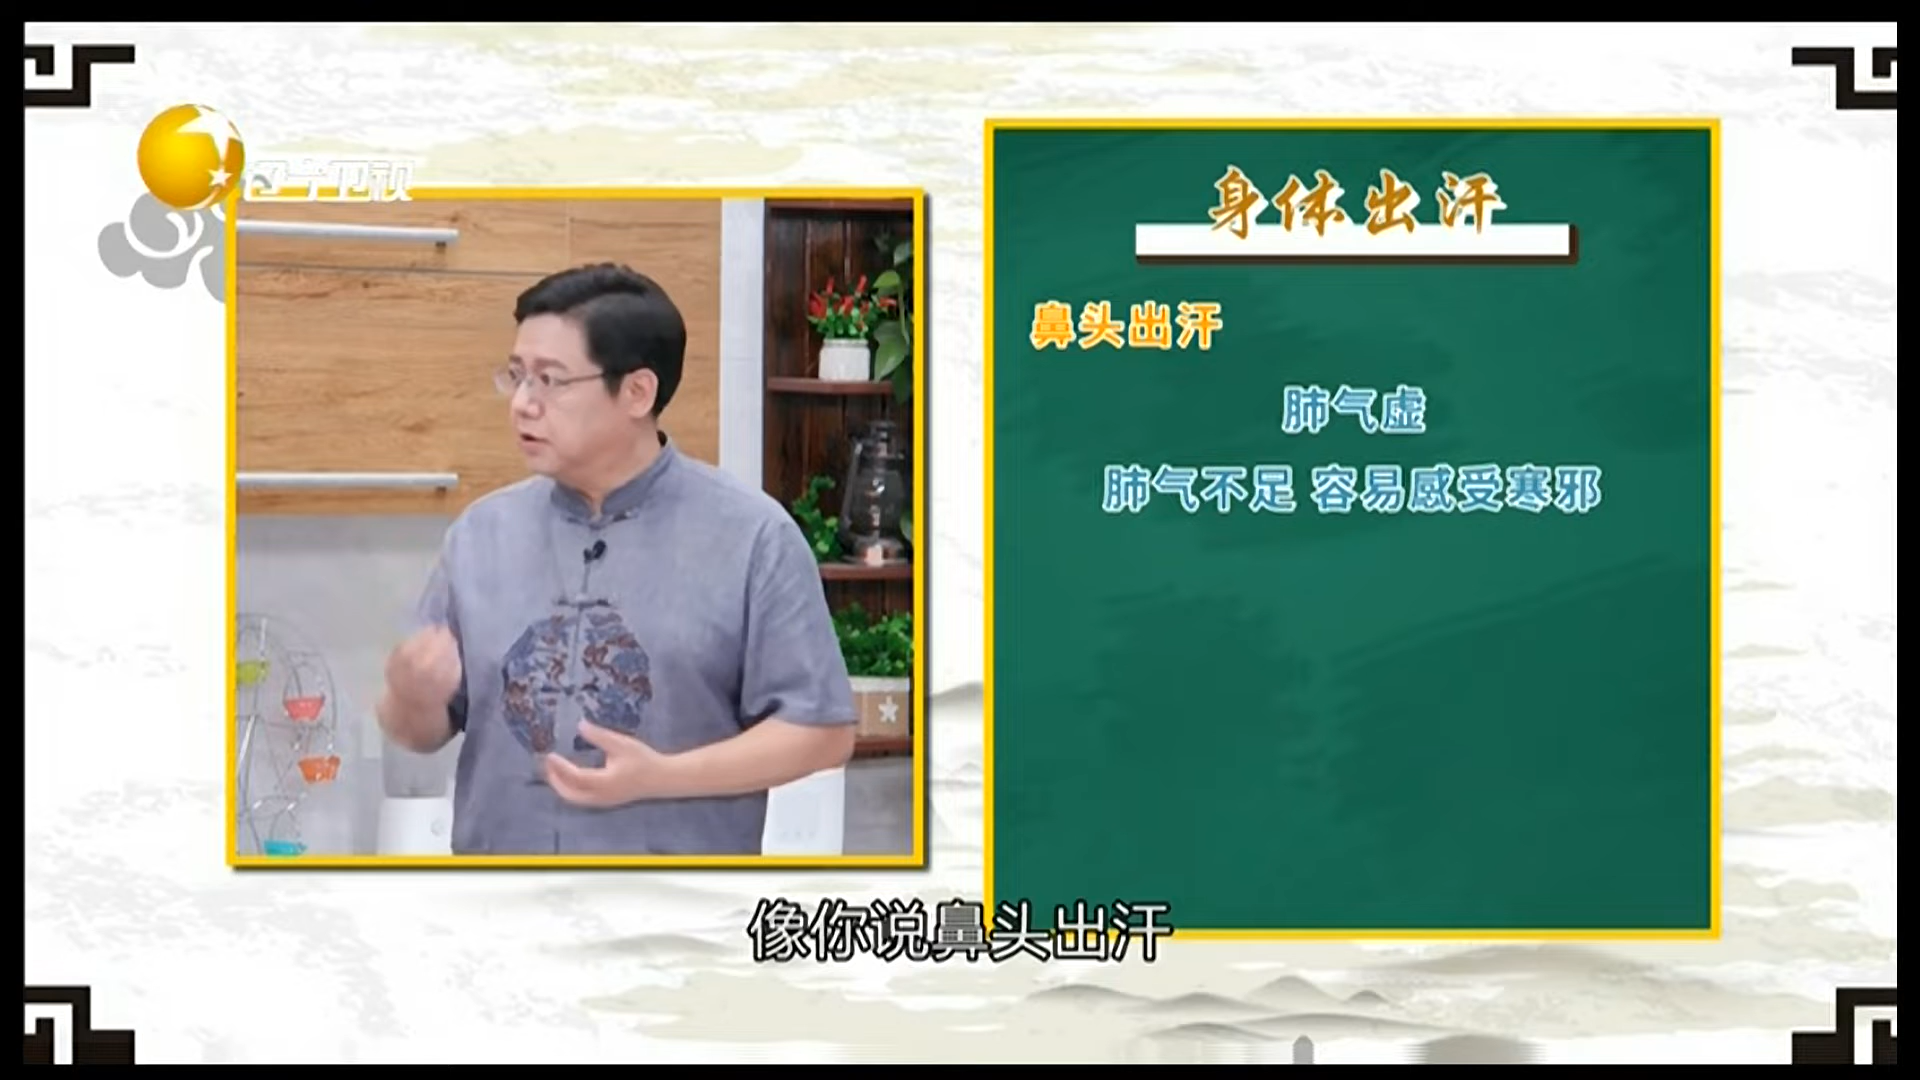 辽宁卫视
身体出汗
鼻头出汗
肺气虚
肺气不足 容易感受寒邪
像你说鼻头出汗